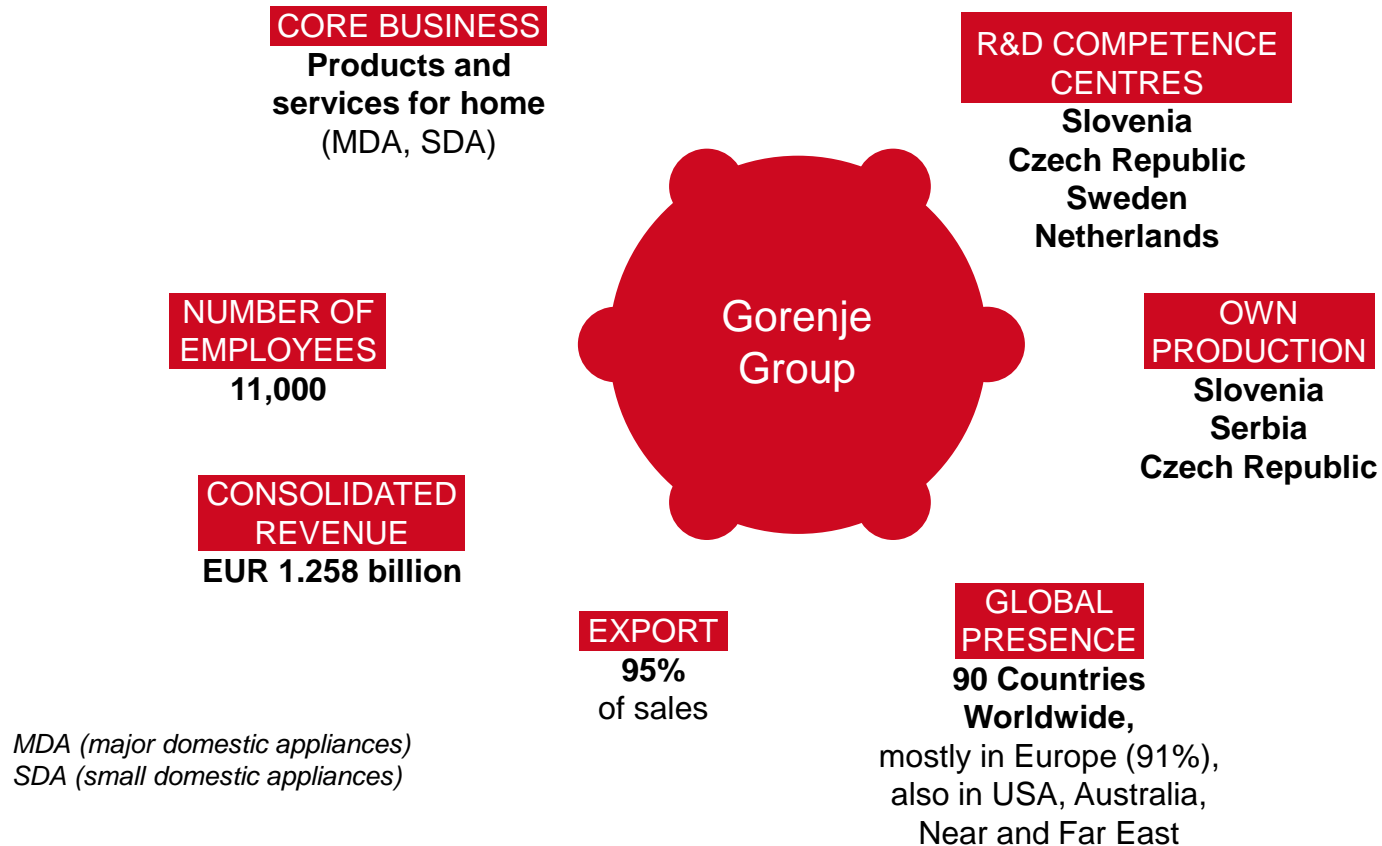 CORE BUSINESS
Products and
services for home
(MDA, SDA)
R&D COMPETENCE
CENTRES
Slovenia
Czech Republic
Sweden
Netherlands
NUMBER OF
EMPLOYEES
11,000
Gorenje
Group
OWN
PRODUCTION
Slovenia
Serbia
Czech Republic
CONSOLIDATED
REVENUE
EUR 1.258 billion
EXPORT
95%
of sales
GLOBAL
PRESENCE
90 Countries
Worldwide,
mostly in Europe (91%),
also in USA, Australia,
Near and Far East
MDA (major domestic appliances)
SDA (small domestic appliances)